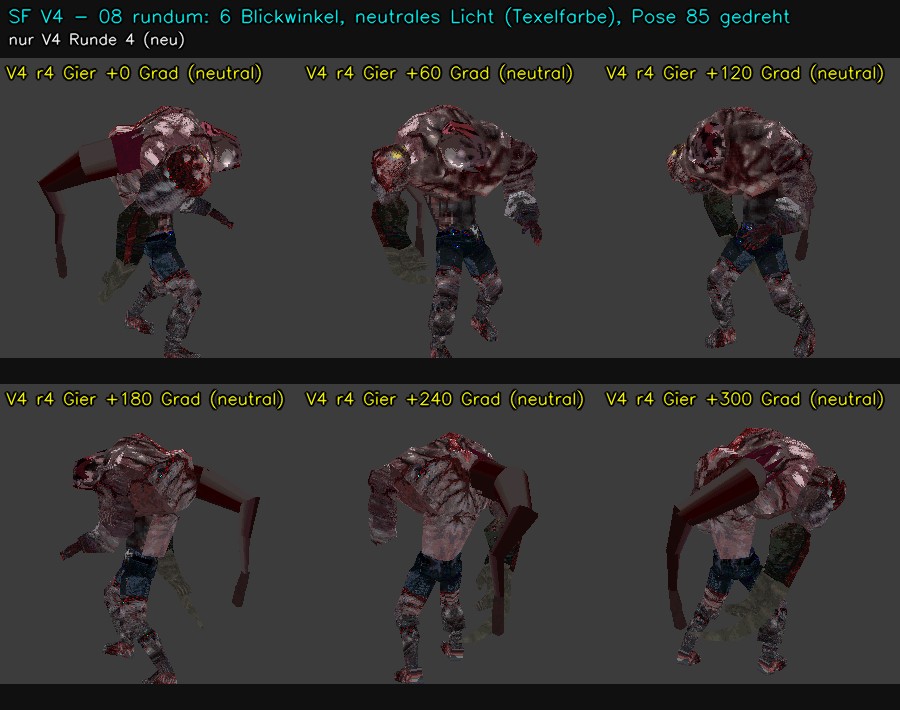 SF V4 - 08 rundum: 6 Blickwinkel, neutrales Licht (Texelfarbe), Pose 85 gedreht
nur V4 Runde 4 (neu)
V4 r4 Gier +0 Grad (neutral)
V4 r4 Gier +60 Grad (neutral)
V4 r4 Gier +120 Grad (neutral)
V4 r4 Gier +180 Grad (neutral)
V4 r4 Gier +240 Grad (neutral)
V4 r4 Gier +300 Grad (neutral)